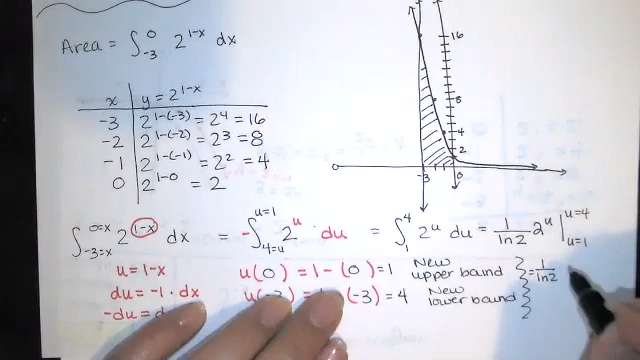 Area = ∫₋₃⁰ 2^(1-x) dx
x | y = 2^(1-x)
-3 | 2^(1-(-3)) = 2⁴ = 16
-2 | 2^(1-(-2)) = 2³ = 8
-1 | 2^(1-(-1)) = 2² = 4
0 | 2^(1-0) = 2
16
8
4
2
-3 0
∫_(-3=x)^(0=x) 2^(1-x) dx = -∫_(4=u)^(u=1) 2^u · du = ∫₁⁴ 2^u du = 1/ln2 2^u |_(u=1)^(u=4)
u = 1-x u(0) = 1-(0) = 1 New upper bound } = 1/ln2
du = -1 · dx (-3) = 4 New lower bound
-du =